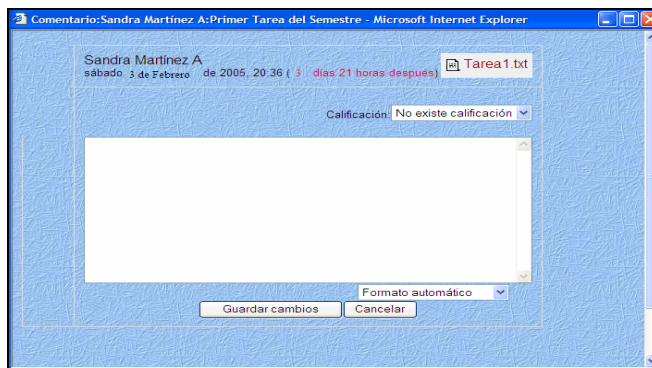 Comentario:Sandra Martínez A:Primer Tarea del Semestre - Microsoft Internet Explorer
Sandra Martínez A
sábado 3 de Febrero de 2005, 20:36 ( 3 días 21 horas después)
Tarea1.txt
Calificación: No existe calificación
Formato automático
Guardar cambios Cancelar